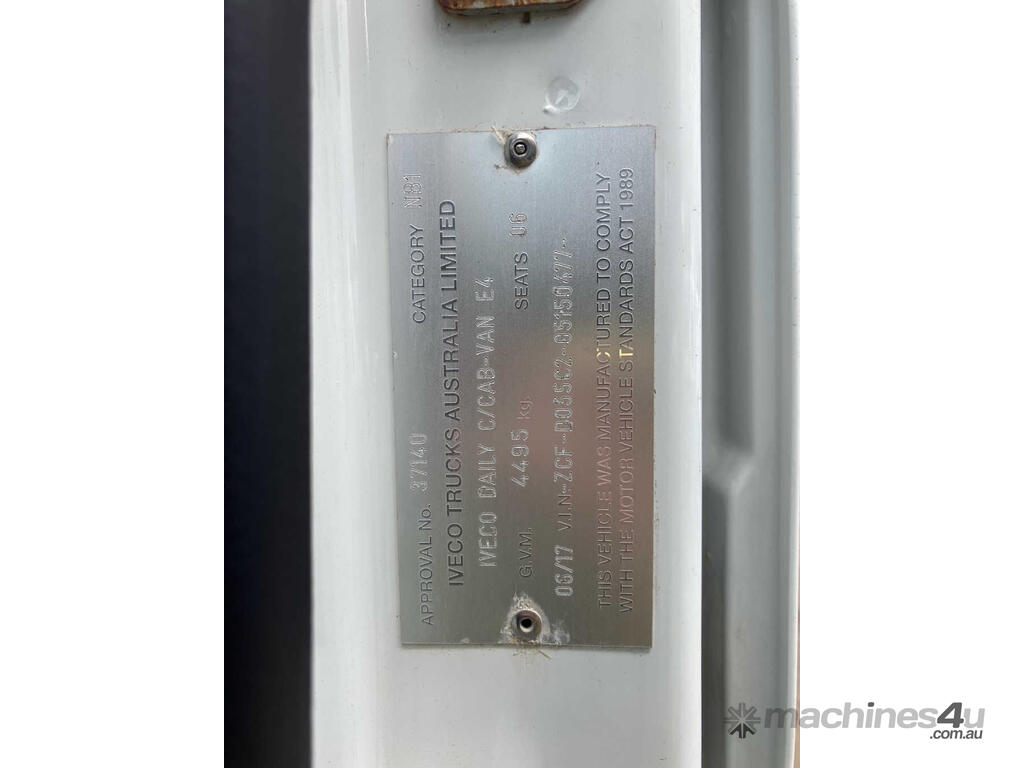 APPROVAL No. 37140 CATEGORY NB1
IVECO TRUCKS AUSTRALIA LIMITED
IVECO DAILY C/CAB-VAN E4
G.V.M. 4495 kg. SEATS 06
06/17 V.I.N-ZCF-D035C2-05150477-
THIS VEHICLE WAS MANUFACTURED TO COMPLY
WITH THE MOTOR VEHICLE STANDARDS ACT 1989
machines4u
.com.au